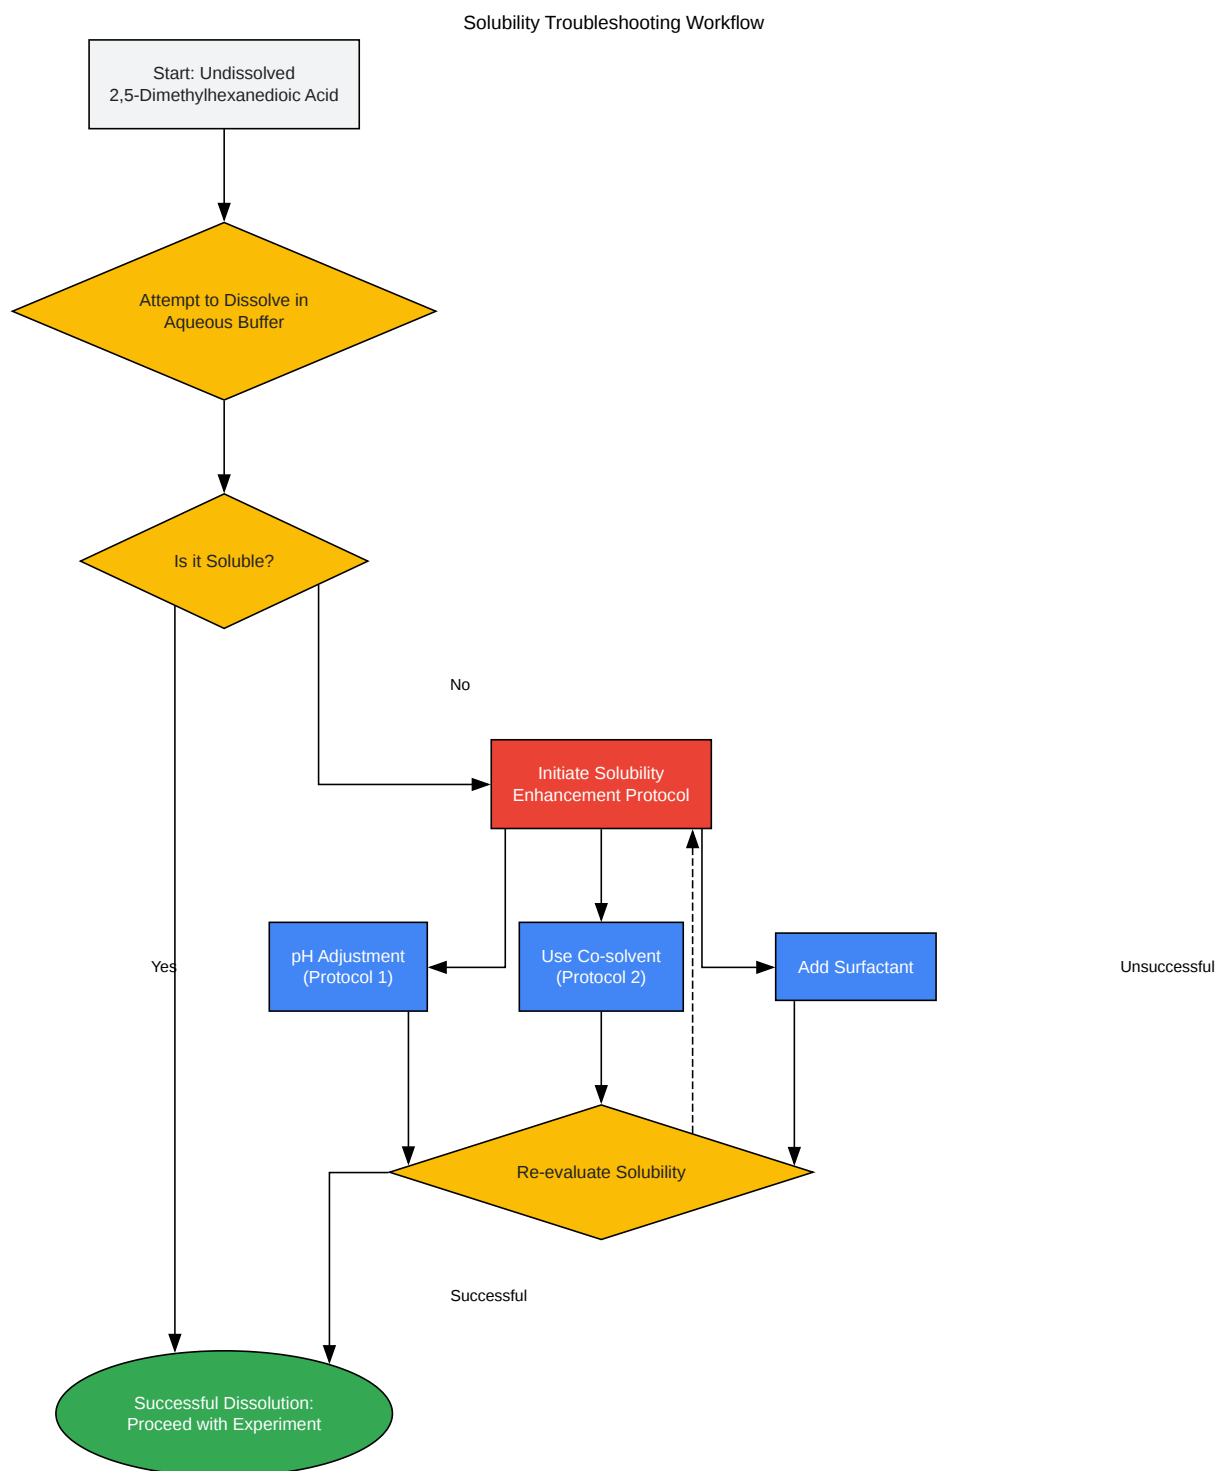 Solubility Troubleshooting Workflow
Start: Undissolved
2,5-Dimethylhexanedioic Acid
Attempt to Dissolve in
Aqueous Buffer
Is it Soluble?
No
Initiate Solubility
Enhancement Protocol
Yes
pH Adjustment
(Protocol 1)
Use Co-solvent
(Protocol 2)
Add Surfactant
Unsuccessful
Re-evaluate Solubility
Successful
Successful Dissolution:
Proceed with Experiment